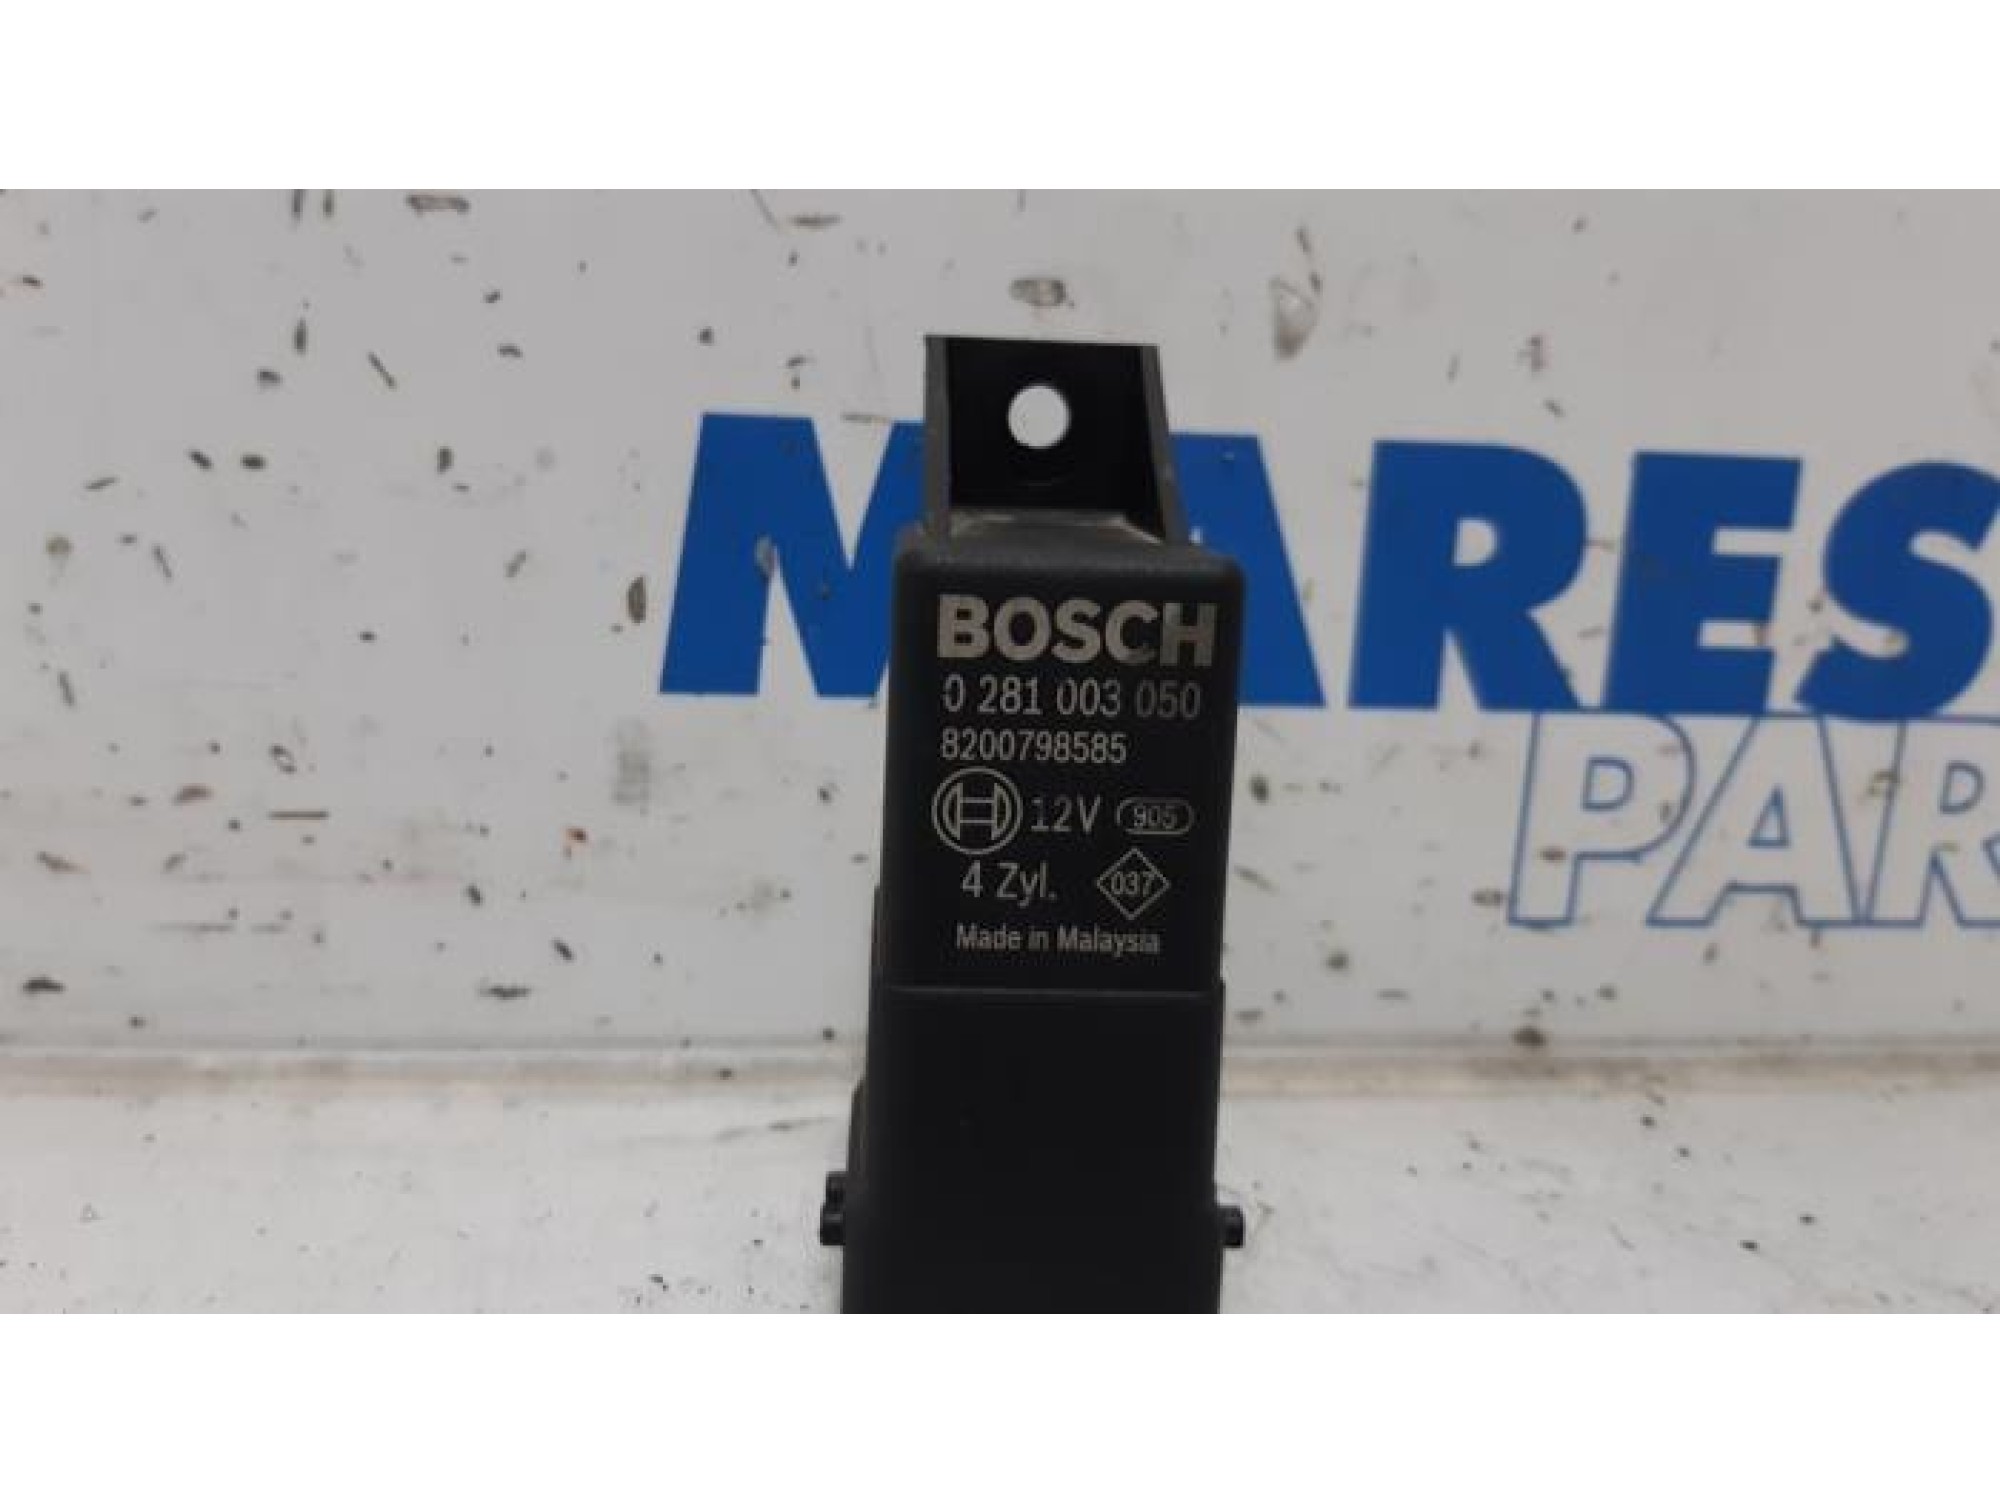 MARES
PAR
BOSCH
0 281 003 050
8200798585
12V 905
4 Zyl. 037
Made in Malaysia